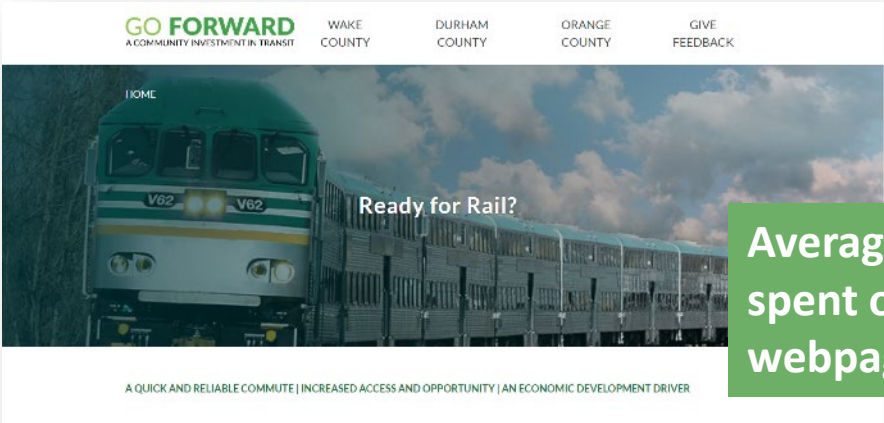 GO FORWARD
A COMMUNITY INVESTMENT IN TRANSIT
WAKE
COUNTY
DURHAM
COUNTY
ORANGE
COUNTY
GIVE
FEEDBACK
HOME
V62 V62
Ready for Rail?
Averag
spent
webpa
A QUICK AND RELIABLE COMMUTE | INCREASED ACCESS AND OPPORTUNITY | AN ECONOMIC DEVELOPMENT DRIVER